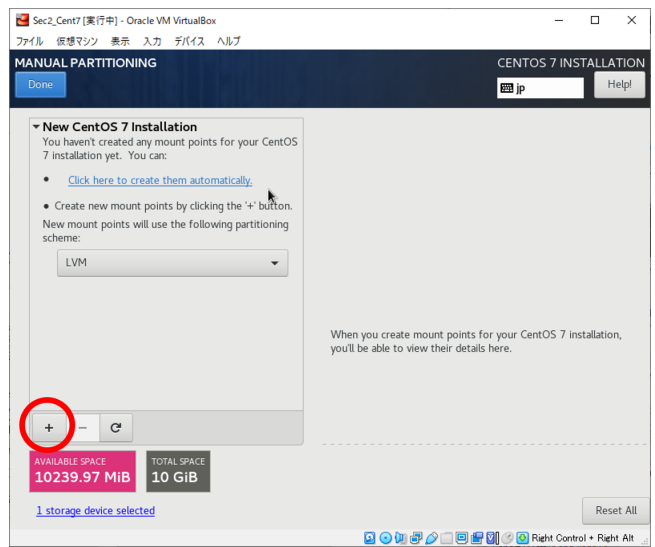 Sec2_Cent7 [実行中] - Oracle VM VirtualBox
ファイル 仮想マシン 表示 入力 デバイス ヘルプ
MANUAL PARTITIONING
CENTOS 7 INSTALLATION
Done
jp
Help!
New CentOS 7 Installation
You haven't created any mount points for your CentOS
7 installation yet. You can:
• Click here to create them automatically.
• Create new mount points by clicking the '+' button.
New mount points will use the following partitioning
scheme:
LVM
When you create mount points for your CentOS 7 installation,
you'll be able to view their details here.
+ −
AVAILABLE SPACE
10239.97 MiB
TOTAL SPACE
10 GiB
1 storage device selected
Reset All
Right Control + Right Alt